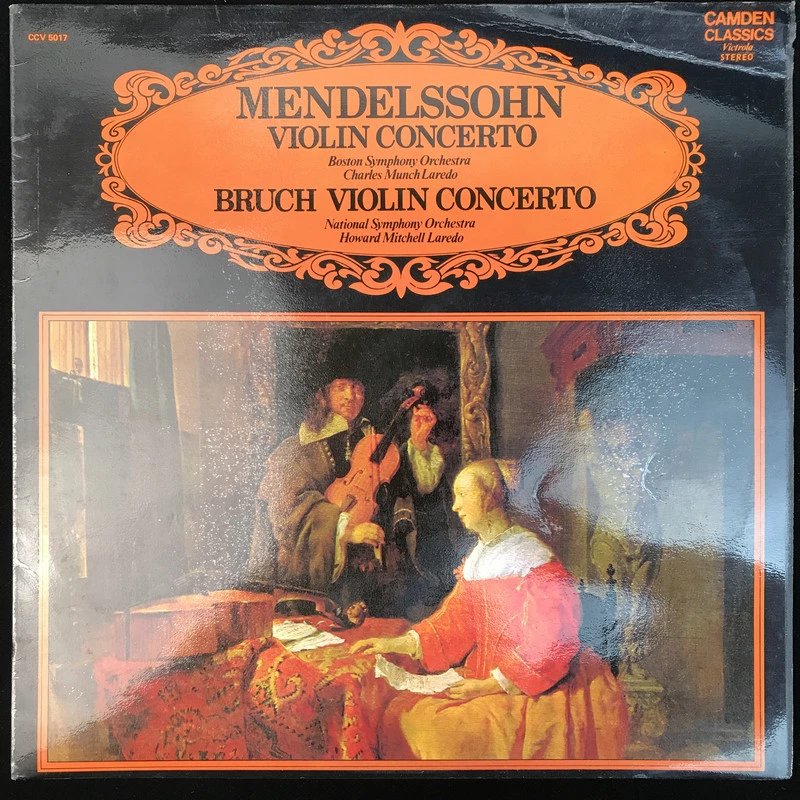 CCV 5017
CAMDEN
CLASSICS
Victrola
STEREO
MENDELSSOHN
VIOLIN CONCERTO
Boston Symphony Orchestra
Charles Munch Laredo
BRUCH VIOLIN CONCERTO
National Symphony Orchestra
Howard Mitchell Laredo